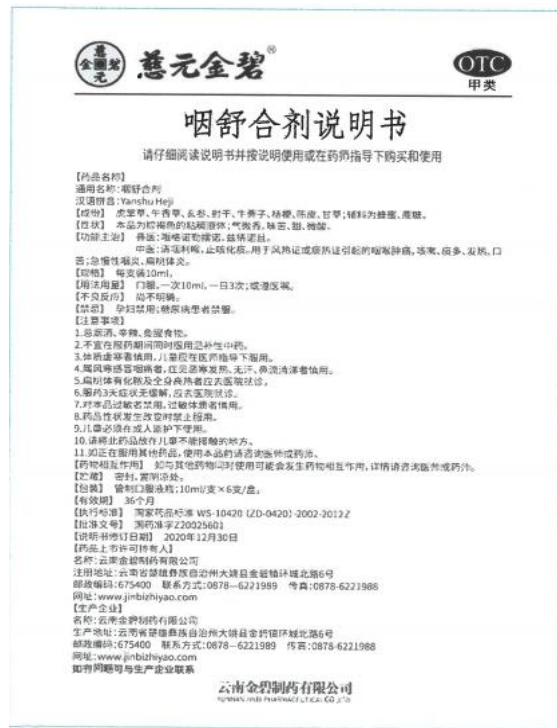 慈元金碧
慈元金碧®
OTC
甲类
咽舒合剂说明书
请仔细阅读说明书并按说明使用或在药师指导下购买和使用
【药品名称】
通用名称:咽舒合剂
汉语拼音:Yanshu Heji
【成份】 虎掌草、午香草、玄参、射干、牛蒡子、桔梗、陈皮、甘草;辅料为蜂蜜、蔗糖。
【性状】 本品为棕褐色的粘稠液体;气微香,味苦、甜、微酸。
【功能主治】 彝医:
中医:清咽利喉,止咳化痰。用于风热证或痰热证引起的咽喉肿痛,咳嗽,痰多,发热,口
苦;急慢性咽炎、扁桃体炎。
【规格】 每支装10ml。
【用法用量】 口服。一次10ml,一日3次;或遵医嘱。
【不良反应】 尚不明确。
【禁忌】 孕妇禁用;糖尿病患者禁服。
【注意事项】
1.忌烟酒、辛辣、鱼腥食物。
2.不宜在服药期间同时服用温补性中药。
3.体质虚寒者慎用。儿童应在医师指导下服用。
4.属风寒感冒咽痛者,症见恶寒发热、无汗、鼻流清涕者慎用。
5.扁桃体有化脓及全身高热者应去医院就诊。
6.服药3天症状无缓解,应去医院就诊。
7.对本品过敏者禁用,过敏体质者慎用。
8.药品性状发生改变时禁止服用。
9.儿童必须在成人监护下使用。
10.请将此药品放在儿童不能接触的地方。
11.如正在服用其他药品,使用本品前请咨询医师或药师。
【药物相互作用】 如与其他药物同时使用可能会发生药物相互作用,详情请咨询医师或药师。
【贮藏】 密封,置阴凉处。
【包装】 管制口服液瓶;10ml/支×6支/盒。
【有效期】 36个月
【执行标准】 国家药品标准 WS-10420 (ZD-0420)-2002-2012Z
【批准文号】 国药准字Z20025601
【说明书修订日期】 2020年12月30日
【药品上市许可持有人】
名称:云南金碧制药有限公司
注册地址:云南省楚雄彝族自治州大姚县金碧镇环城北路6号
邮政编码:675400 联系方式:0878—6221989 传真:0878-6221988
网址:www.jinbizhiyao.com
【生产企业】
名称:云南金碧制药有限公司
生产地址:云南省楚雄彝族自治州大姚县金碧镇环城北路6号
邮政编码:675400 联系方式:0878—6221989 传真:0878-6221988
网址:www.jinbizhiyao.com
如有问题可与生产企业联系
云南金碧制药有限公司
YUNNAN JINBI PHARMACEUTICAL CO.,LTD